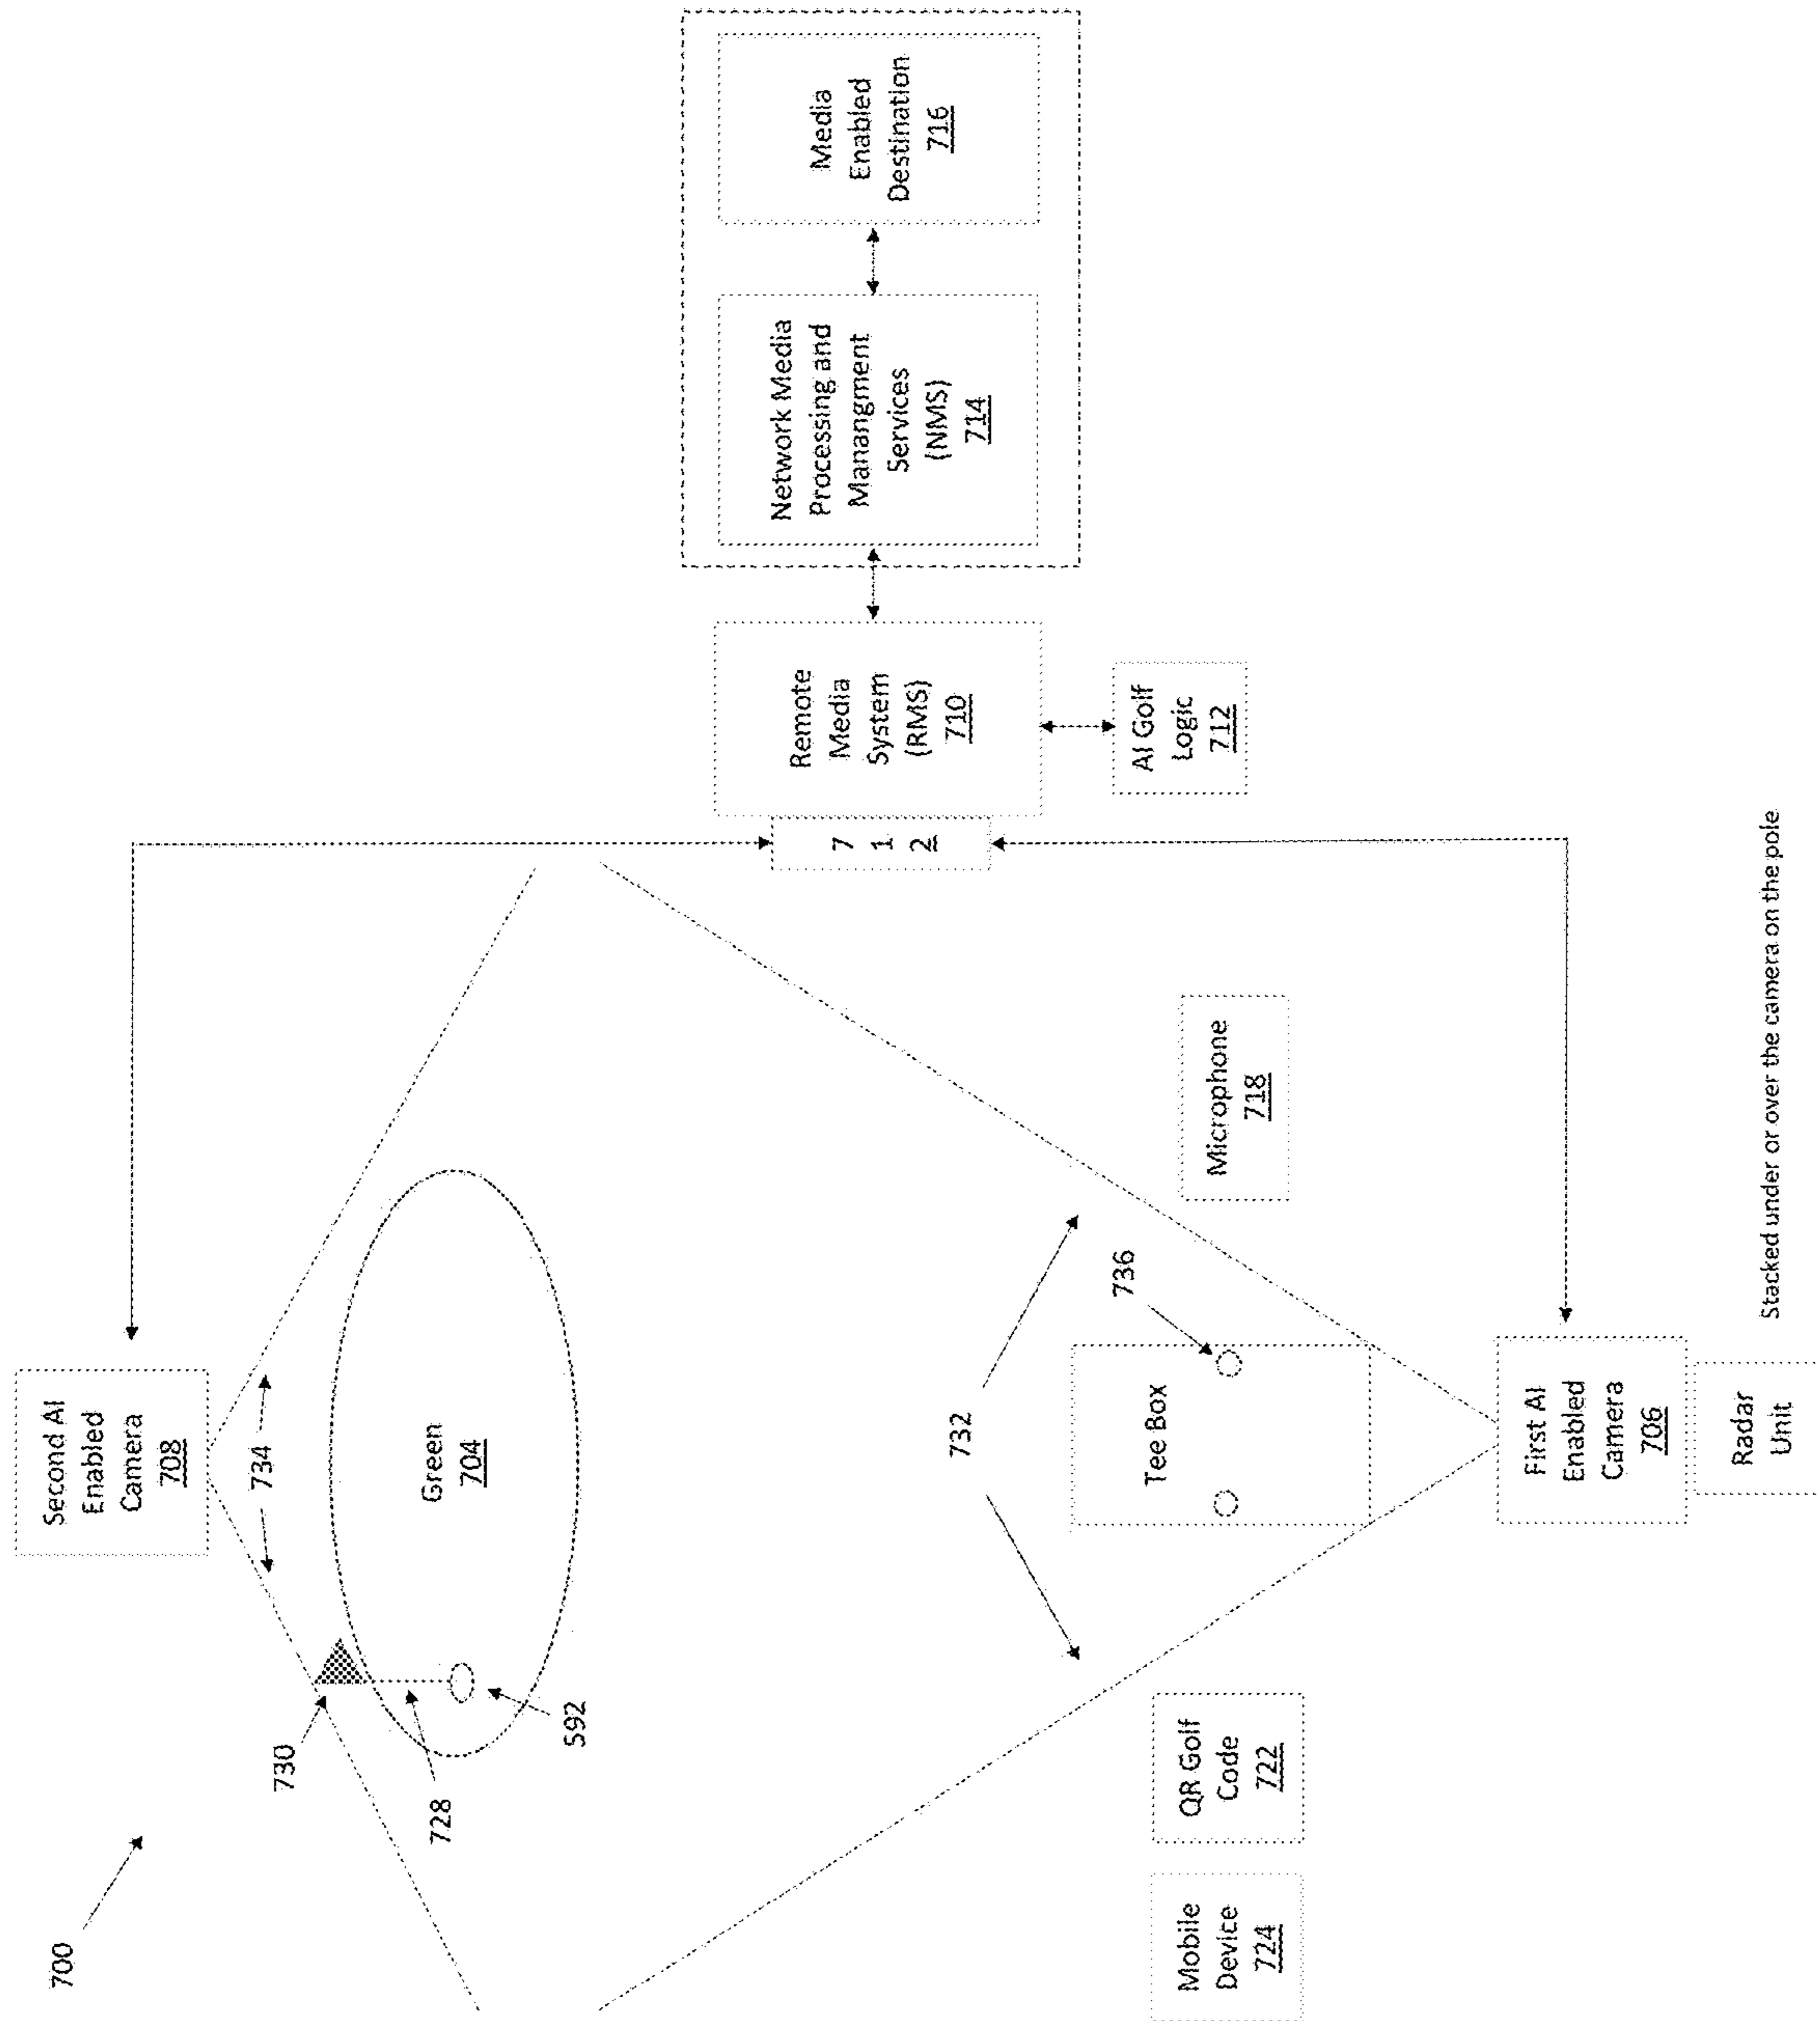 700
Second AI
Enabled
Camera
708
734
730
728
592
Green
704
732
736
Tee Box
Mobile
Device
724
QR Golf
Code
722
Microphone
718
First AI
Enabled
Camera
706
Radar
Unit
Stacked under or over the camera on the pole
7
1
2
Remote
Media
System
(RMS)
710
AI Golf
Logic
712
Network Media
Processing and
Manangment
Services
(NMS)
714
Media
Enabled
Destination
716